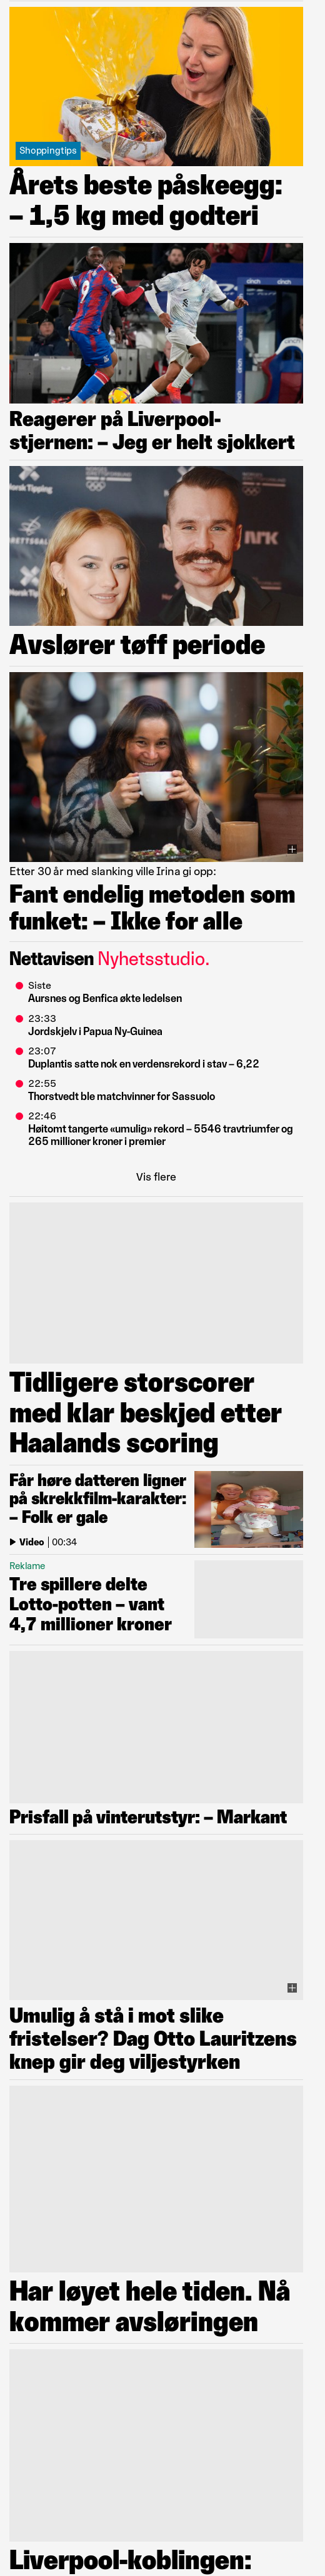 Shoppingtips
Årets beste påskeegg:
– 1,5 kg med godteri
cinch
cinch
cinch
9
Reagerer på Liverpool-
stjernen: – Jeg er helt sjokkert
Norsk Tipping
NRK
Avslører tøff periode
Etter 30 år med slanking ville Irina gi opp:
Fant endelig metoden som
funket: – Ikke for alle
Nettavisen Nyhetsstudio.
Siste
Aursnes og Benfica økte ledelsen
23:33
Jordskjelv i Papua Ny-Guinea
23:07
Duplantis satte nok en verdensrekord i stav – 6,22
22:55
Thorstvedt ble matchvinner for Sassuolo
22:46
Høitomt tangerte «umulig» rekord – 5546 travtriumfer og
265 millioner kroner i premier
Vis flere
Tidligere storscorer
med klar beskjed etter
Haalands scoring
Får høre datteren ligner
på skrekkfilm-karakter:
– Folk er gale
Video | 00:34
Reklame
Tre spillere delte
Lotto-potten – vant
4,7 millioner kroner
Prisfall på vinterutstyr: – Markant
Umulig å stå i mot slike
fristelser? Dag Otto Lauritzens
knep gir deg viljestyrken
Har løyet hele tiden. Nå
kommer avsløringen
Liverpool-koblingen: